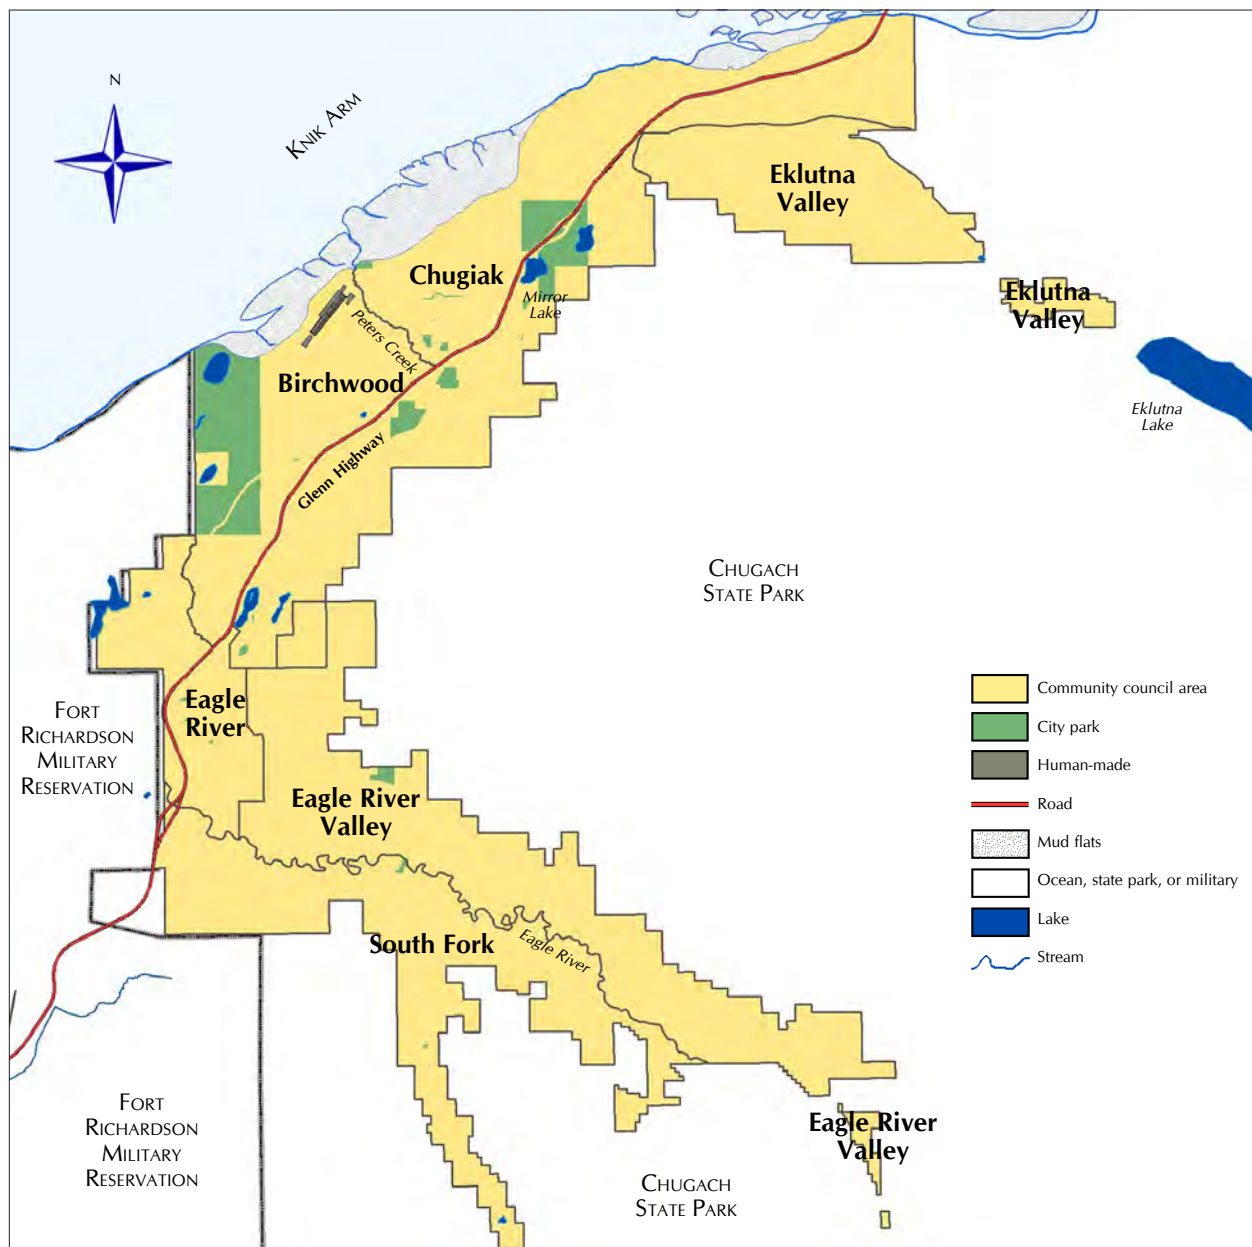 N
Knik Arm
Eklutna
Valley
Chugiak
Mirror
Lake
Eklutna
Valley
Peters Creek
Birchwood
Eklutna
Lake
Glenn Highway
Chugach
State Park
Eagle
River
Fort
Richardson
Military
Reservation
Community council area
City park
Human-made
Road
Mud flats
Ocean, state park, or military
Lake
Stream
Eagle River
Valley
South Fork
Eagle River
Fort
Richardson
Military
Reservation
Eagle River
Valley
Chugach
State Park